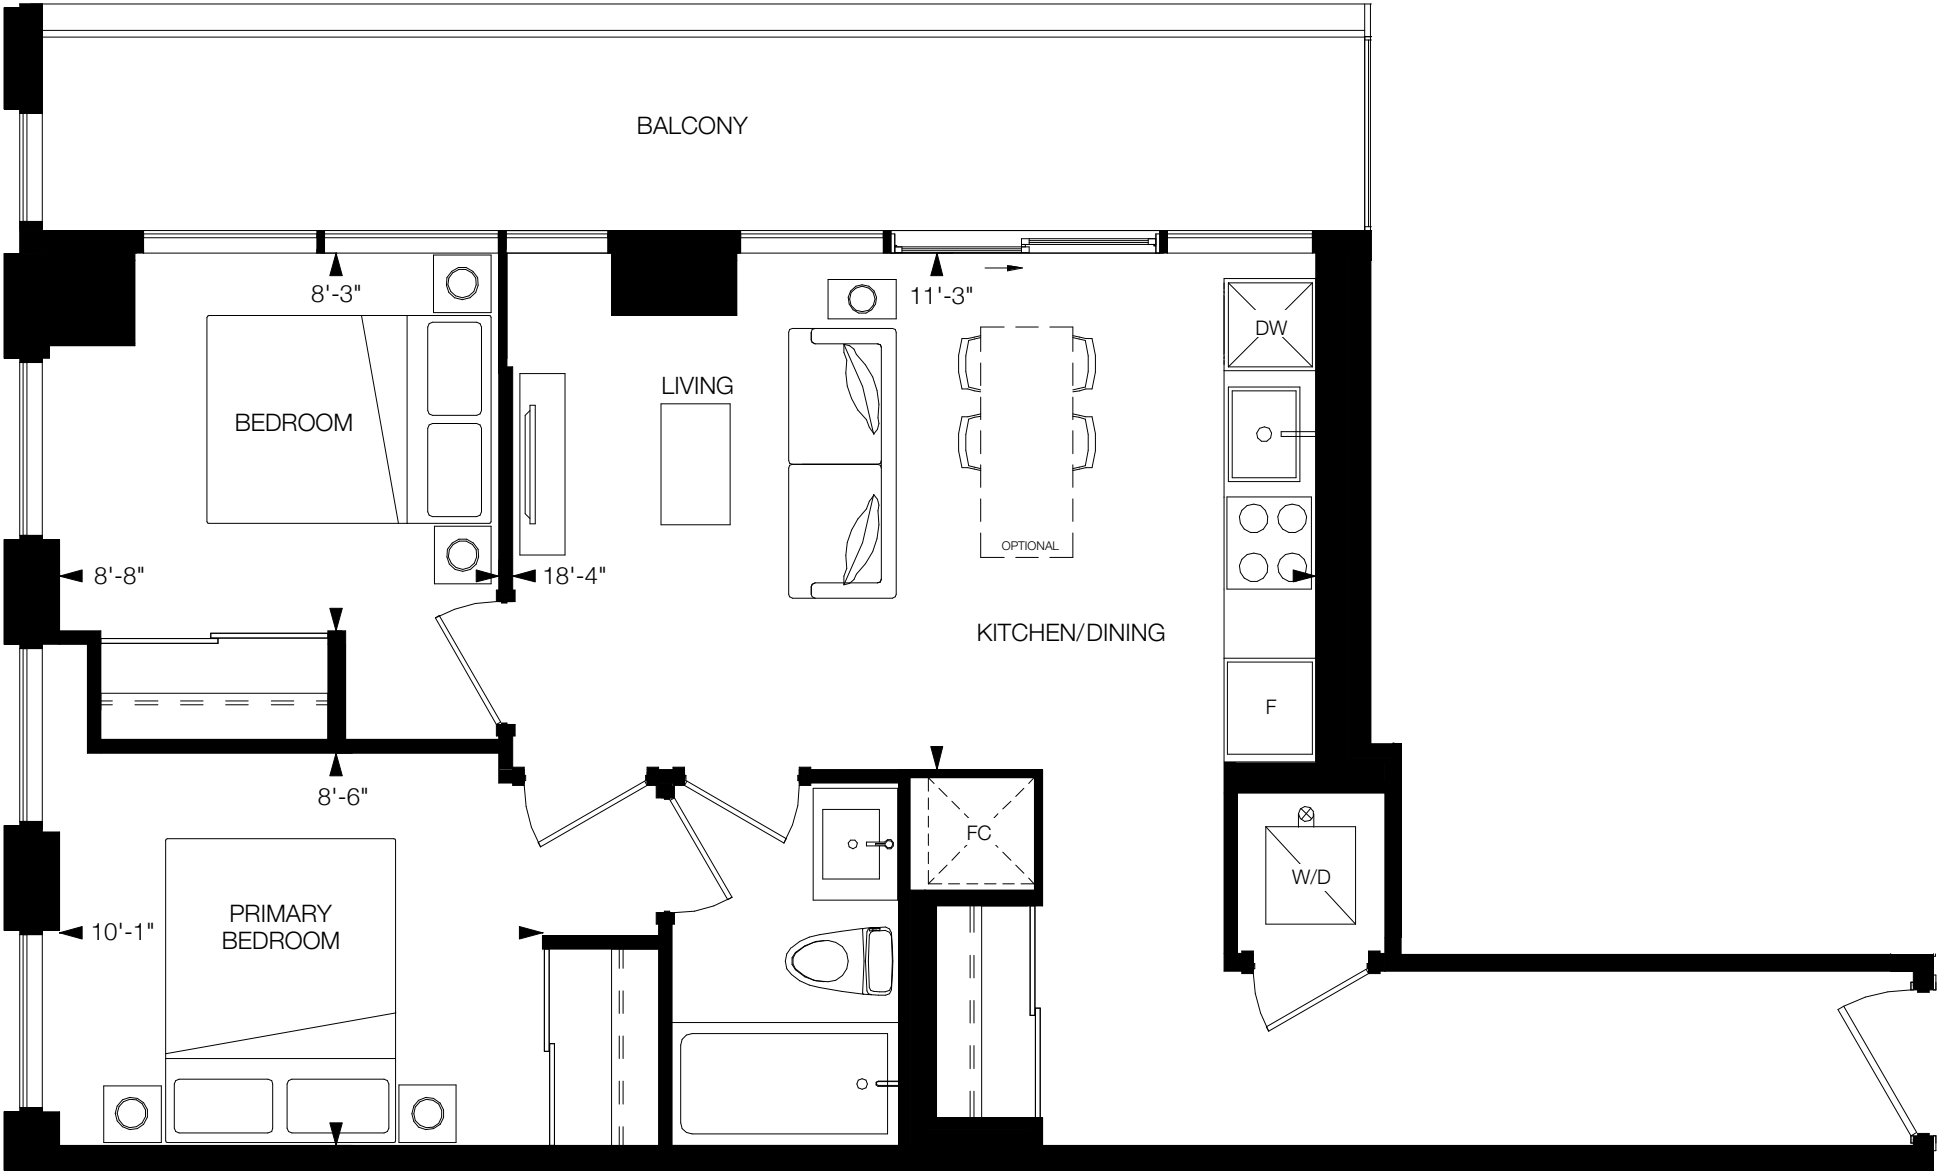 BALCONY
8'-3"
11'-3"
DW
LIVING
BEDROOM
OPTIONAL
8'-8"
18'-4"
KITCHEN/DINING
F
8'-6"
FC
W/D
PRIMARY
BEDROOM
10'-1"